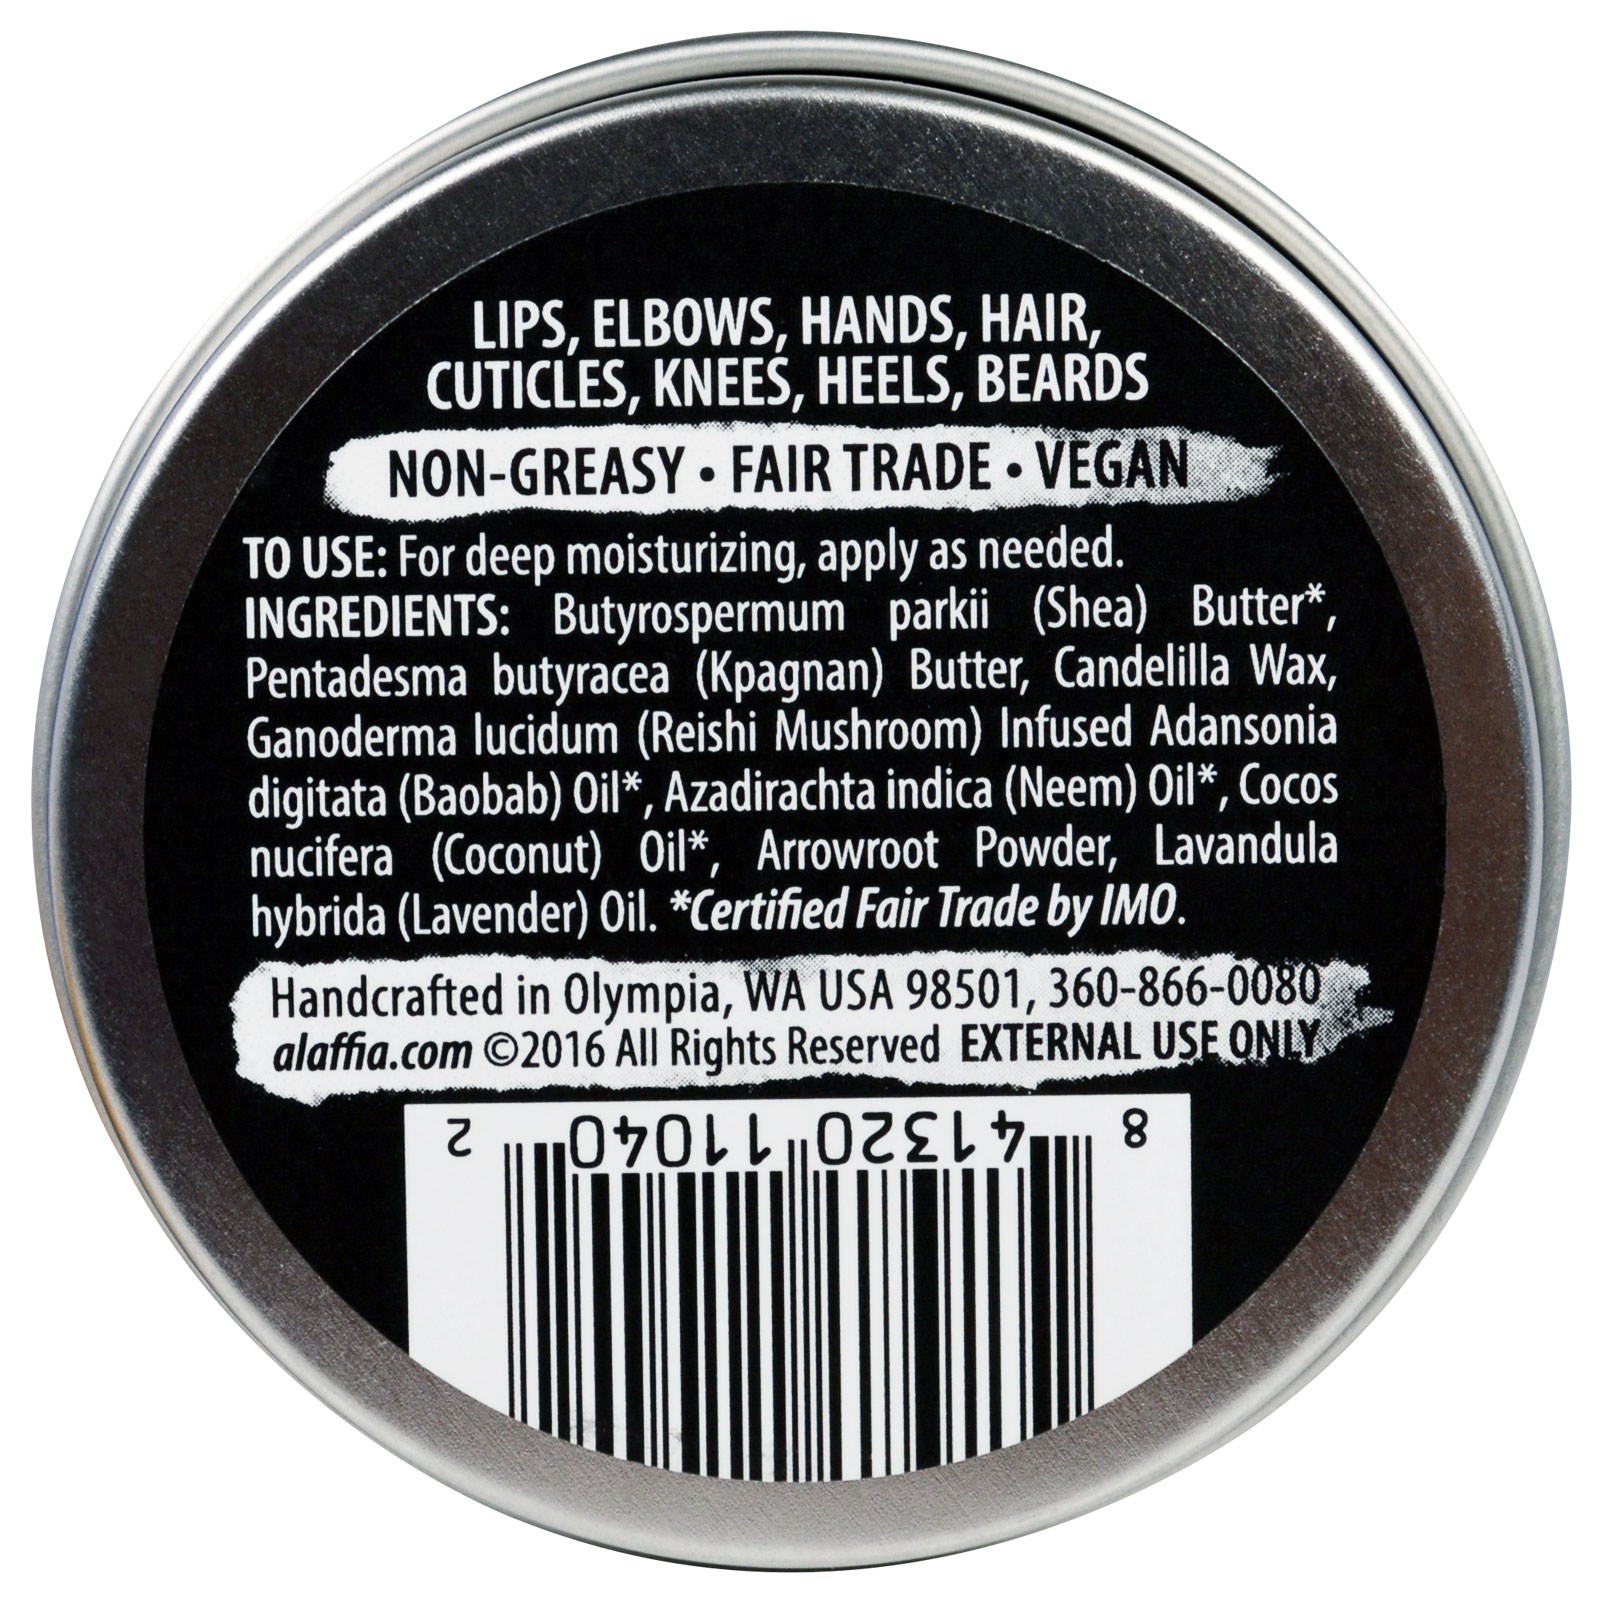 LIPS, ELBOWS, HANDS, HAIR,
CUTICLES, KNEES, HEELS, BEARDS
NON-GREASY • FAIR TRADE • VEGAN
TO USE: For deep moisturizing, apply as needed.
INGREDIENTS: Butyrospermum parkii (Shea) Butter*,
Pentadesma butyracea (Kpagnan) Butter, Candelilla Wax,
Ganoderma lucidum (Reishi Mushroom) Infused Adansonia
digitata (Baobab) Oil*, Azadirachta indica (Neem) Oil*, Cocos
nucifera (Coconut) Oil*, Arrowroot Powder, Lavandula
hybrida (Lavender) Oil. *Certified Fair Trade by IMO.
Handcrafted in Olympia, WA USA 98501, 360-866-0080
alaffia.com ©2016 All Rights Reserved EXTERNAL USE ONLY
8 41320 11040 2